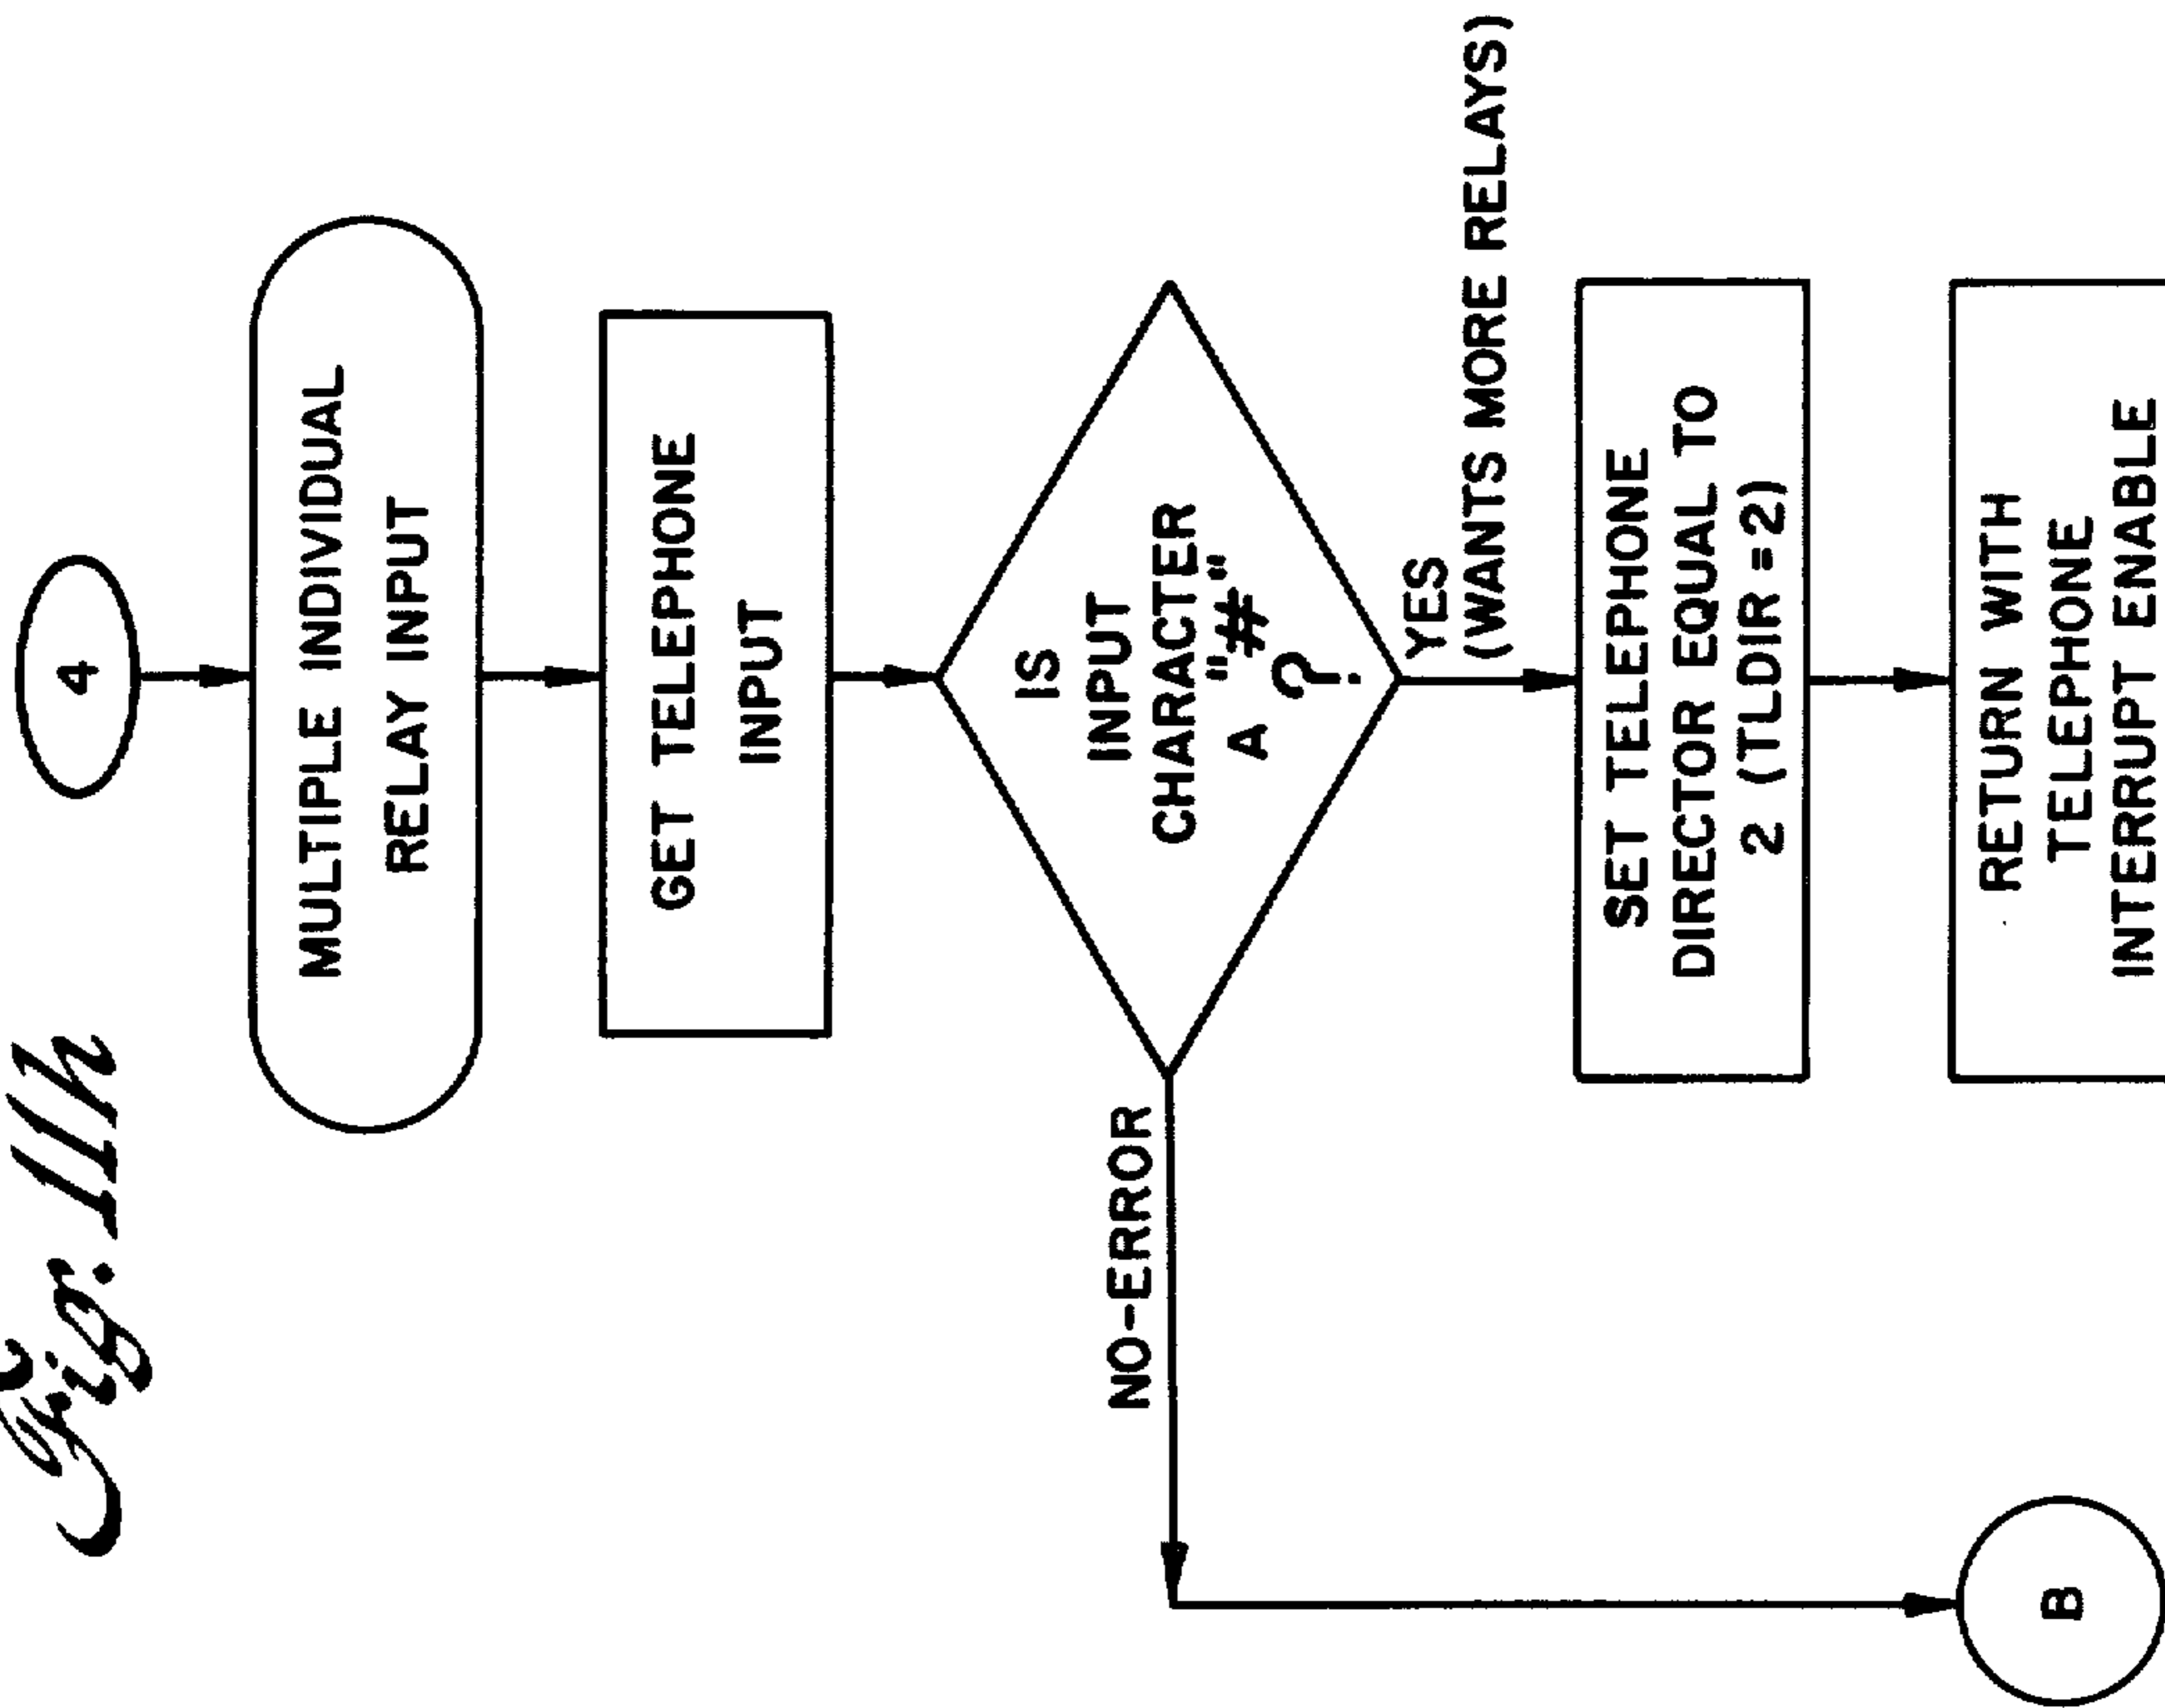 Fig. 11h
4
MULTIPLE INDIVIDUAL
RELAY INPUT
GET TELEPHONE
INPUT
IS
INPUT
CHARACTER
A "#"
?
NO-ERROR
YES
(WANTS MORE RELAYS)
SET TELEPHONE
DIRECTOR EQUAL TO
2 (TLDIR=2)
RETURN WITH
TELEPHONE
INTERRUPT ENABLE
B